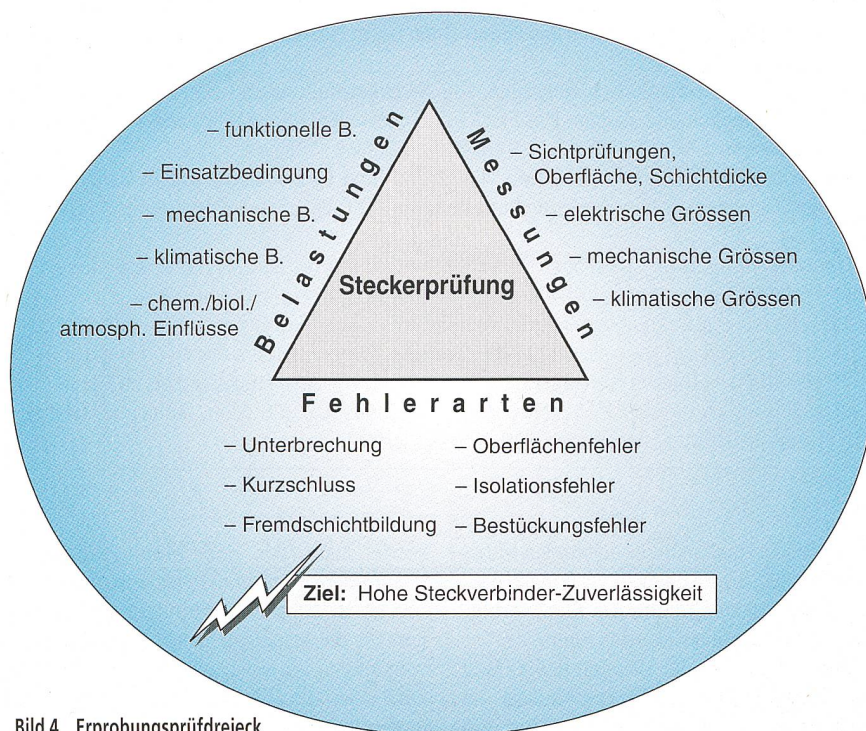 Belastungen
– funktionelle B.
– Einsatzbedingung
– mechanische B.
– klimatische B.
– chem./biol./
atmosph. Einflüsse
Messungen
– Sichtprüfungen,
Oberfläche, Schichtdicke
– elektrische Grössen
– mechanische Grössen
– klimatische Grössen
Steckerprüfung
Fehlerarten
– Unterbrechung
– Kurzschluss
– Fremdschichtbildung
– Oberflächenfehler
– Isolationsfehler
– Bestückungsfehler
Ziel: Hohe Steckverbinder-Zuverlässigkeit
Bild 4 Erprobungsprüfdreieck